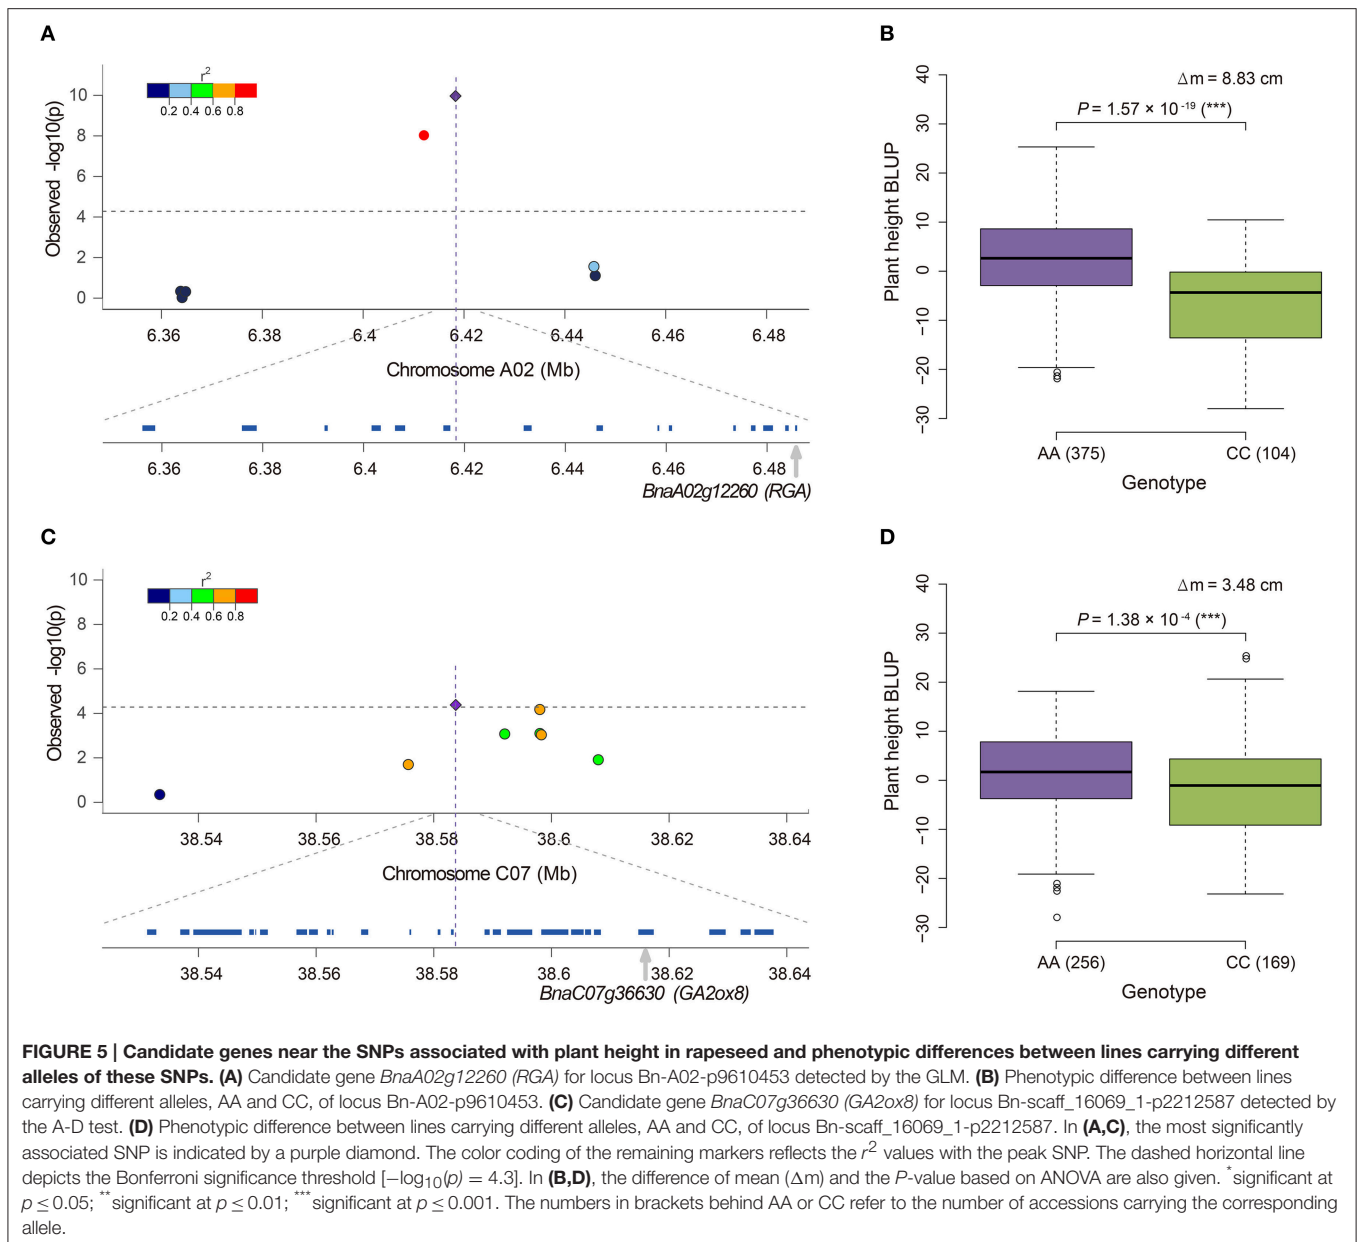 A
r2
0.2 0.4 0.6 0.8
Observed -log10(p)
10
8
6
4
2
0
6.36 6.38 6.4 6.42 6.44 6.46 6.48
Chromosome A02 (Mb)
6.36 6.38 6.4 6.42 6.44 6.46 6.48
BnaA02g12260 (RGA)
B
Δm = 8.83 cm
P = 1.57 × 10 -19 (***)
Plant height BLUP
40
30
20
10
0
−10
−20
−30
AA (375) CC (104)
Genotype
C
r2
0.2 0.4 0.6 0.8
Observed -log10(p)
10
8
6
4
2
0
38.54 38.56 38.58 38.6 38.62 38.64
Chromosome C07 (Mb)
38.54 38.56 38.58 38.6 38.62 38.64
BnaC07g36630 (GA2ox8)
D
Δm = 3.48 cm
P = 1.38 × 10 -4 (***)
Plant height BLUP
40
30
20
10
0
−10
−20
−30
AA (256) CC (169)
Genotype
FIGURE 5 | Candidate genes near the SNPs associated with plant height in rapeseed and phenotypic differences between lines carrying different
alleles of these SNPs. (A) Candidate gene BnaA02g12260 (RGA) for locus Bn-A02-p9610453 detected by the GLM. (B) Phenotypic difference between lines
carrying different alleles, AA and CC, of locus Bn-A02-p9610453. (C) Candidate gene BnaC07g36630 (GA2ox8) for locus Bn-scaff_16069_1-p2212587 detected by
the A-D test. (D) Phenotypic difference between lines carrying different alleles, AA and CC, of locus Bn-scaff_16069_1-p2212587. In (A,C), the most significantly
associated SNP is indicated by a purple diamond. The color coding of the remaining markers reflects the r2 values with the peak SNP. The dashed horizontal line
depicts the Bonferroni significance threshold [−log10(p) = 4.3]. In (B,D), the difference of mean (Δm) and the P-value based on ANOVA are also given. *significant at
p ≤ 0.05; **significant at p ≤ 0.01; ***significant at p ≤ 0.001. The numbers in brackets behind AA or CC refer to the number of accessions carrying the corresponding
allele.